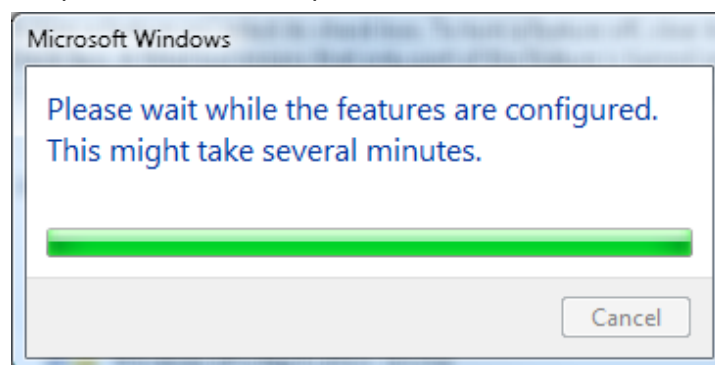 Microsoft Windows
Please wait while the features are configured.
This might take several minutes.
Cancel